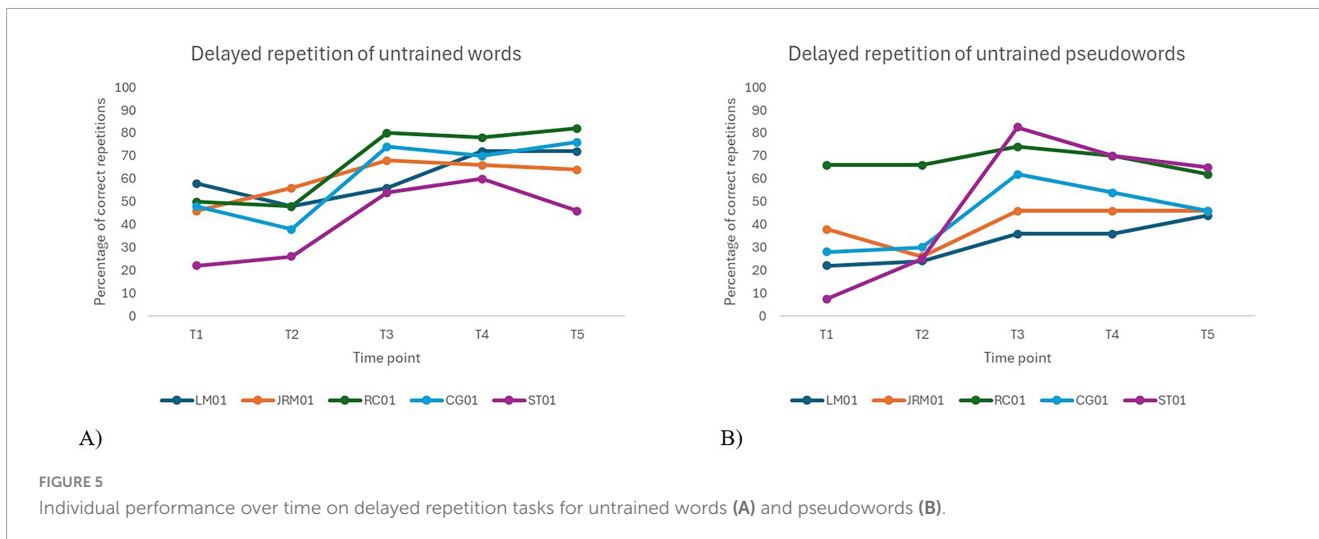 Delayed repetition of untrained words
Percentage of correct repetitions
100
90
80
70
60
50
40
30
20
10
0
T1 T2 T3 T4 T5
Time point
LM01 JRM01 RC01 CG01 ST01
A)
Delayed repetition of untrained pseudowords
Percentage of correct repetitions
100
90
80
70
60
50
40
30
20
10
0
T1 T2 T3 T4 T5
Time point
LM01 JRM01 RC01 CG01 ST01
B)
FIGURE 5
Individual performance over time on delayed repetition tasks for untrained words (A) and pseudowords (B).